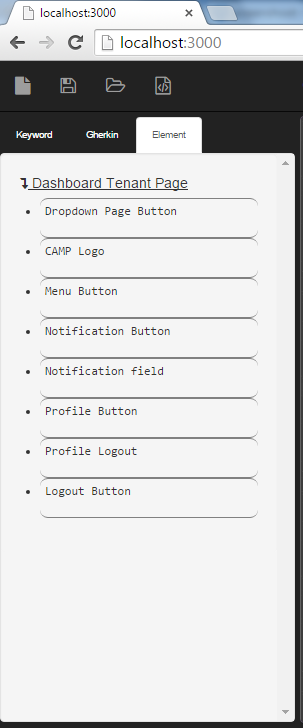 localhost:3000
localhost:3000
Keyword
Gherkin
Element
Dashboard Tenant Page
Dropdown Page Button
CAMP Logo
Menu Button
Notification Button
Notification field
Profile Button
Profile Logout
Logout Button